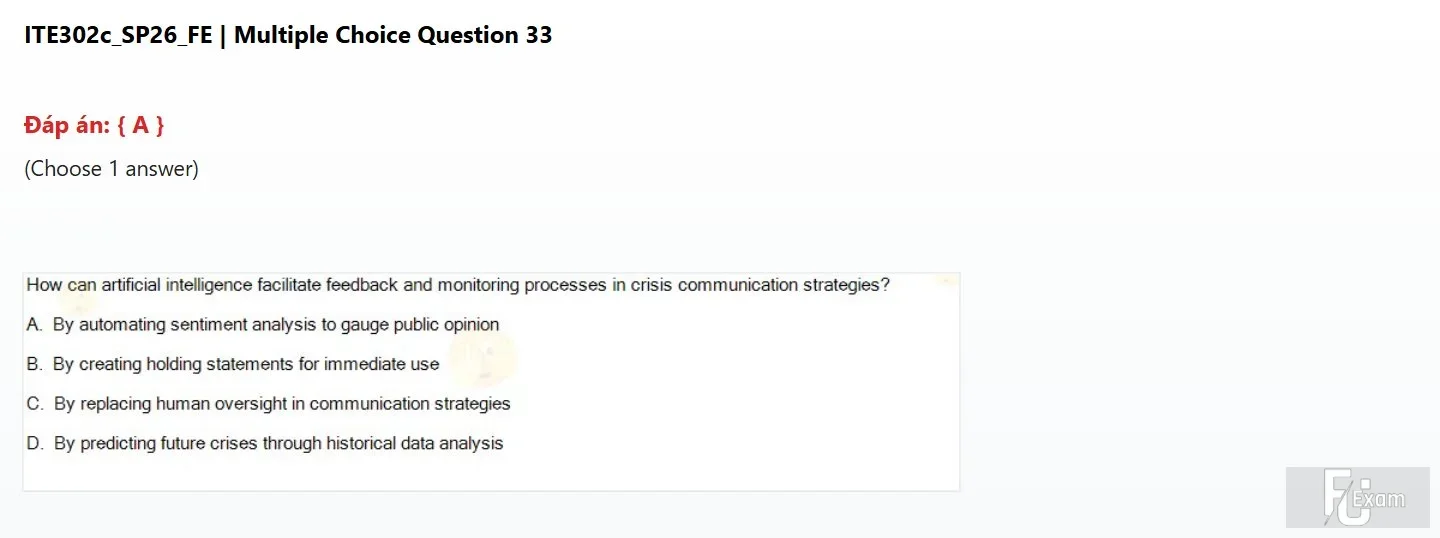 ITE302c_SP26_FE | Multiple Choice Question 33
Đáp án: { A }
(Choose 1 answer)
How can artificial intelligence facilitate feedback and monitoring processes in crisis communication strategies?
A. By automating sentiment analysis to gauge public opinion
B. By creating holding statements for immediate use
C. By replacing human oversight in communication strategies
D. By predicting future crises through historical data analysis
FU Exam